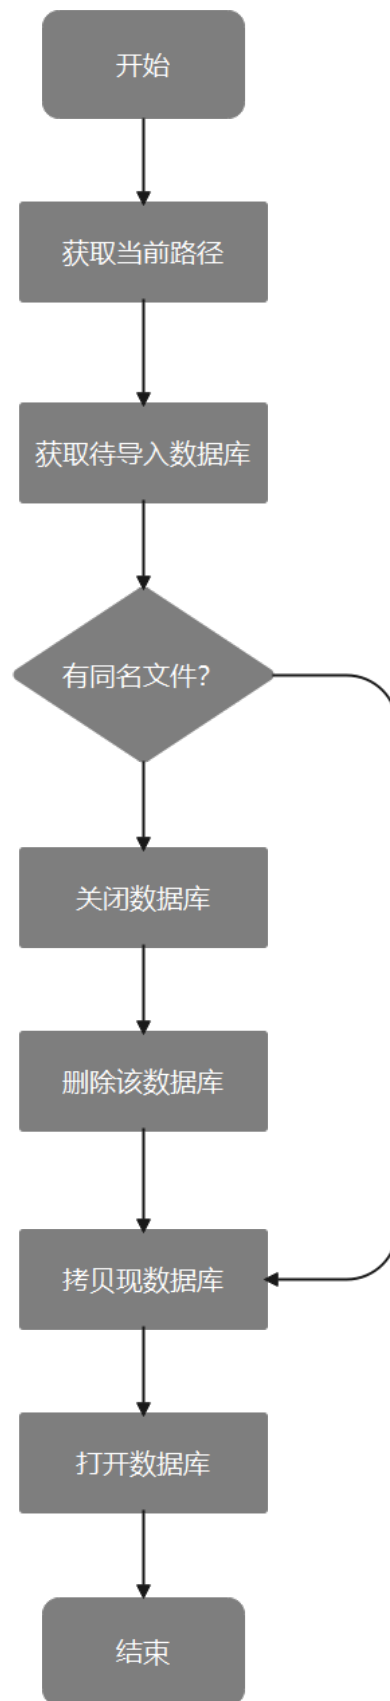 开始
获取当前路径
获取待导入数据库
有同名文件?
关闭数据库
删除该数据库
拷贝现数据库
打开数据库
结束